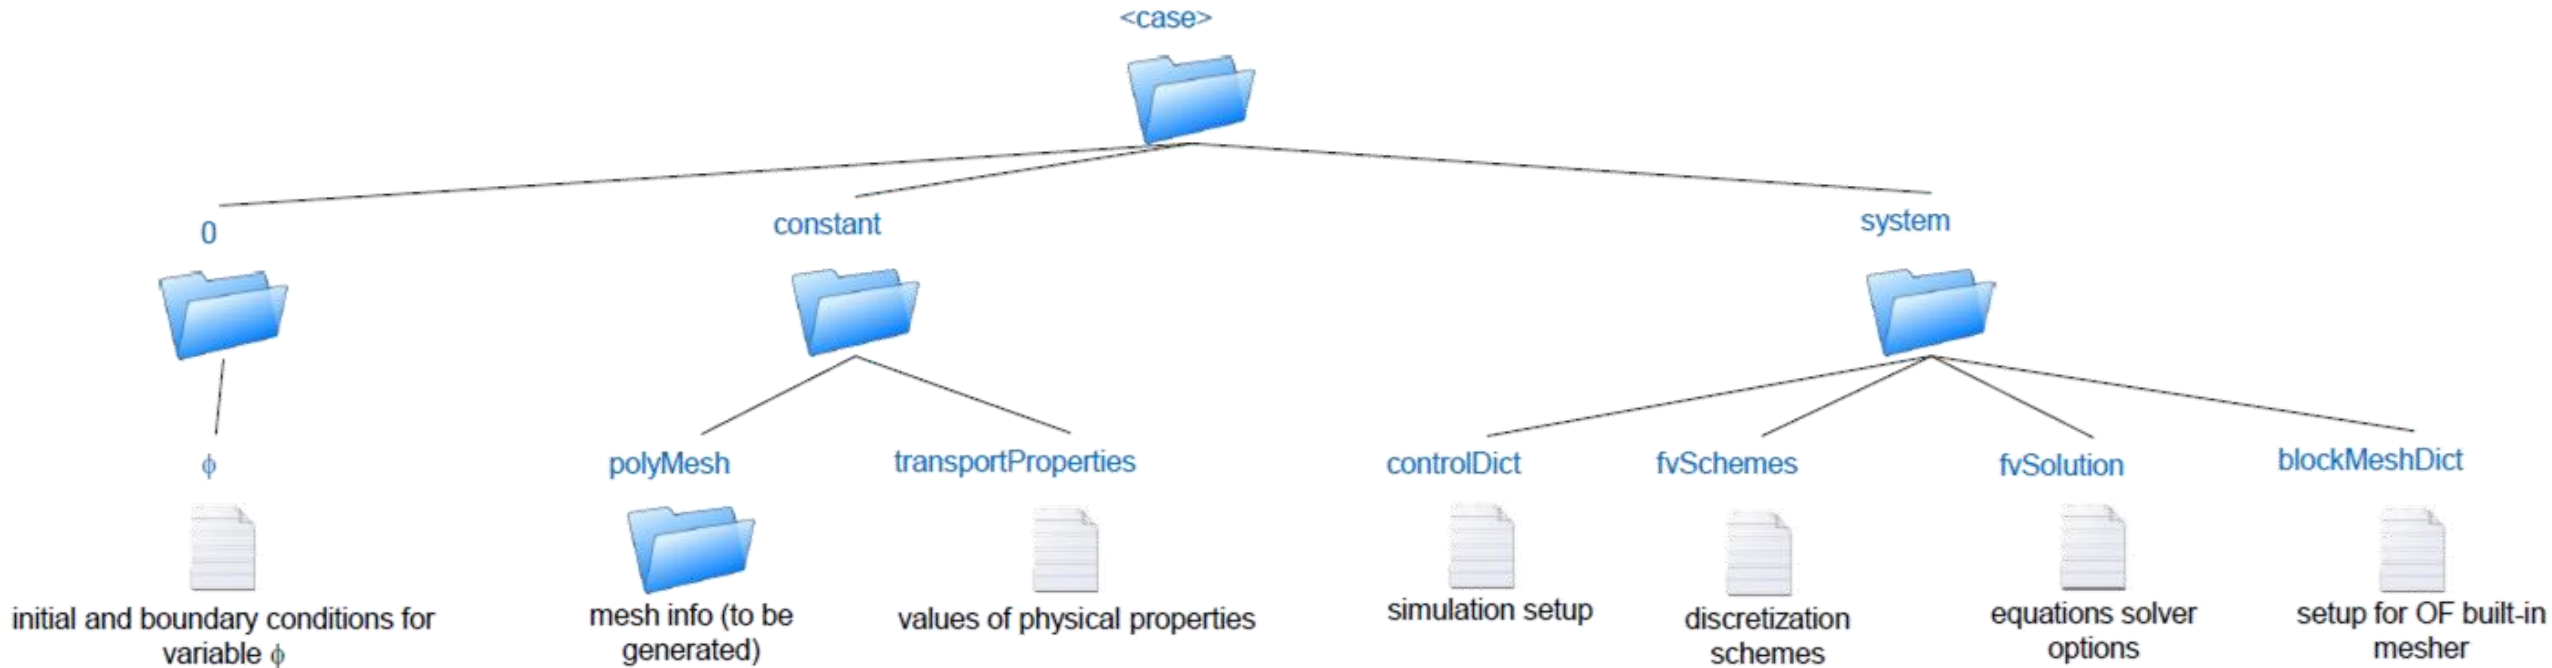 <case>
0
constant
system
ϕ
polyMesh
transportProperties
controlDict
fvSchemes
fvSolution
blockMeshDict
initial and boundary conditions for
variable ϕ
mesh info (to be
generated)
values of physical properties
simulation setup
discretization
schemes
equations solver
options
setup for OF built-in
mesher